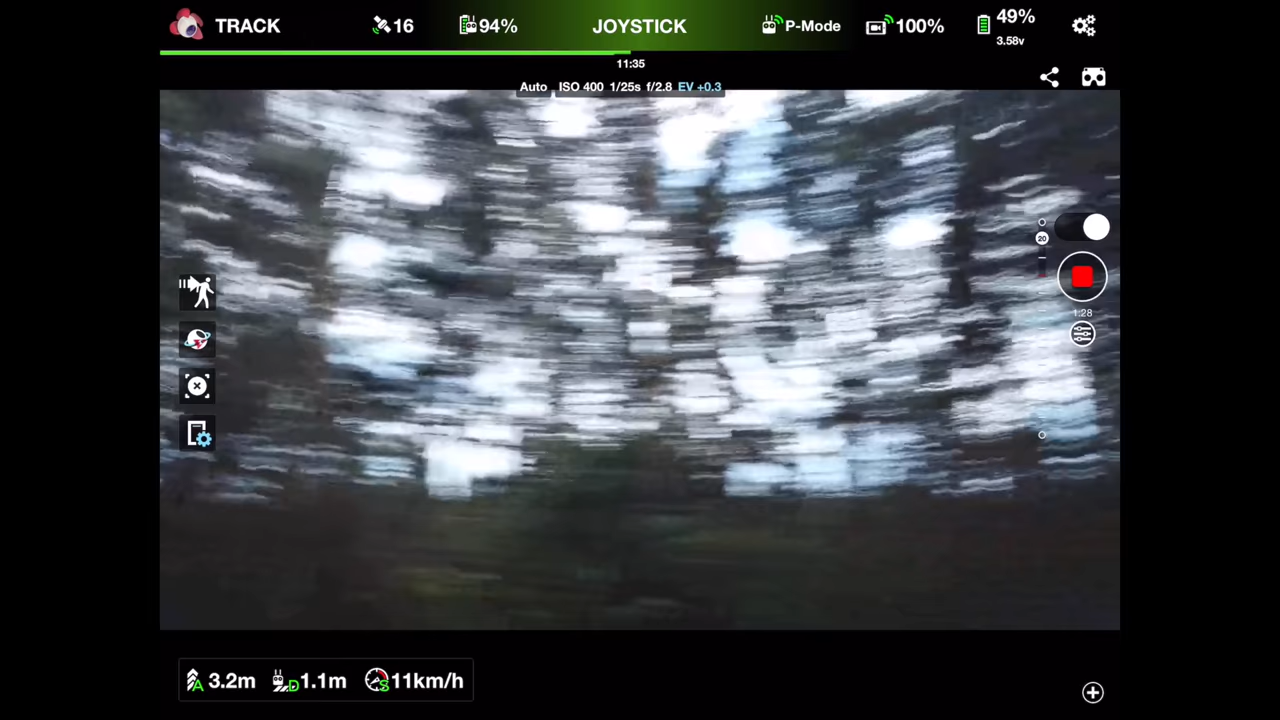 TRACK 16 94% JOYSTICK P-Mode 100% 49%
3.58v
11:35
Auto ISO 400 1/25s f/2.8 EV +0.3
20
1:28
A 3.2m D 1.1m S 11km/h